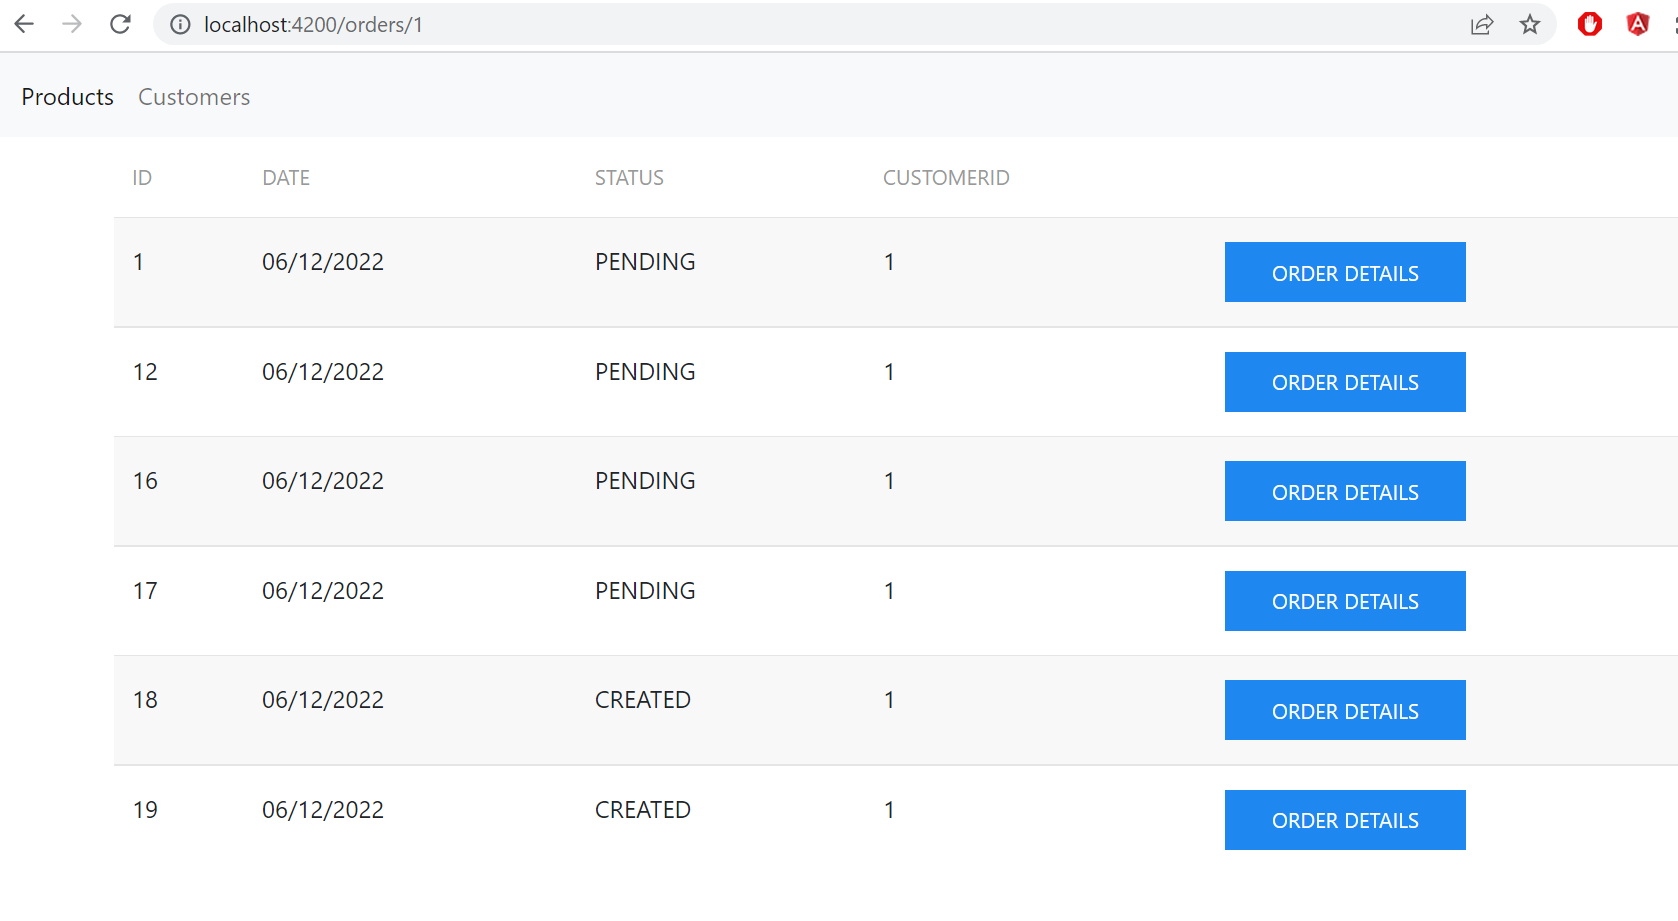 localhost:4200/orders/1
Products Customers
ID DATE STATUS CUSTOMERID
1 06/12/2022 PENDING 1 ORDER DETAILS
12 06/12/2022 PENDING 1 ORDER DETAILS
16 06/12/2022 PENDING 1 ORDER DETAILS
17 06/12/2022 PENDING 1 ORDER DETAILS
18 06/12/2022 CREATED 1 ORDER DETAILS
19 06/12/2022 CREATED 1 ORDER DETAILS